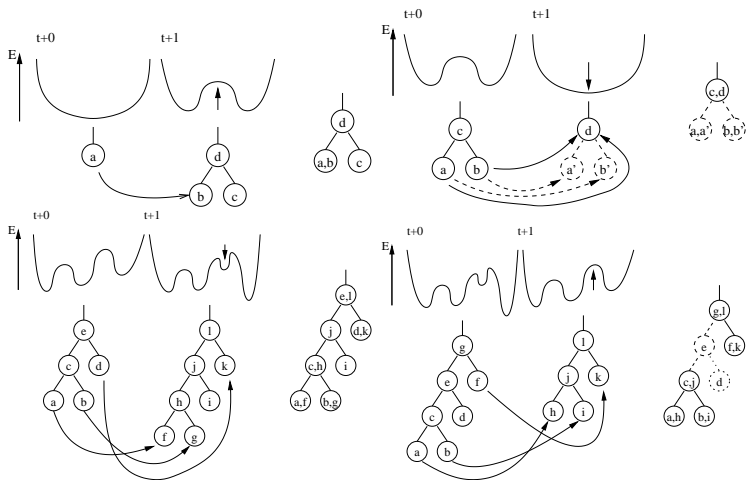 t+0 t+1
E
a d
b c
d
a,b c
t+0 t+1
E
c d
a b a' b'
c,d
a,a' b,b'
t+0 t+1
E
e l
c d j k
a b h i
f g
e,l
j d,k
c,h i
a,f b,g
t+0 t+1
E
g l
e f j k
c d h i
a b
g,l
e f,k
c,j d
a,h b,i